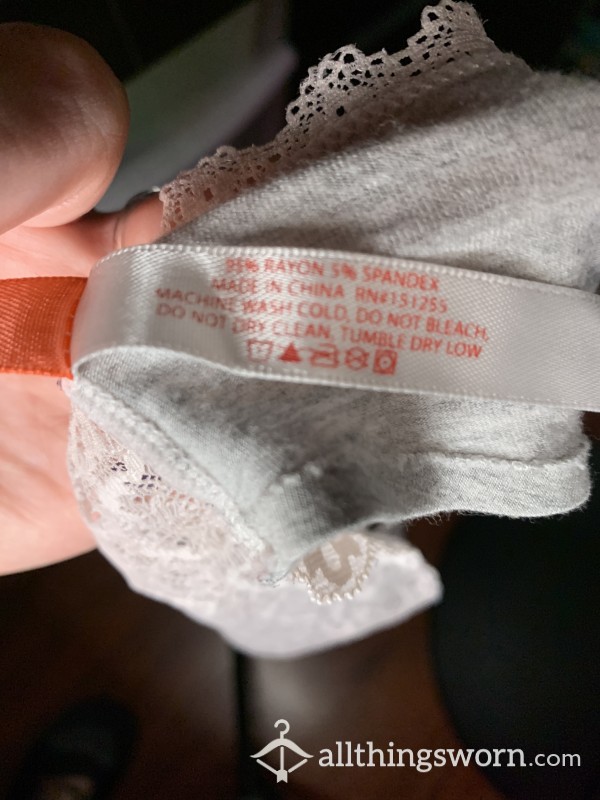 95% RAYON 5% SPANDEX
MADE IN CHINA RN#151255
MACHINE WASH COLD, DO NOT BLEACH,
DO NOT DRY CLEAN, TUMBLE DRY LOW
allthingsworn.com